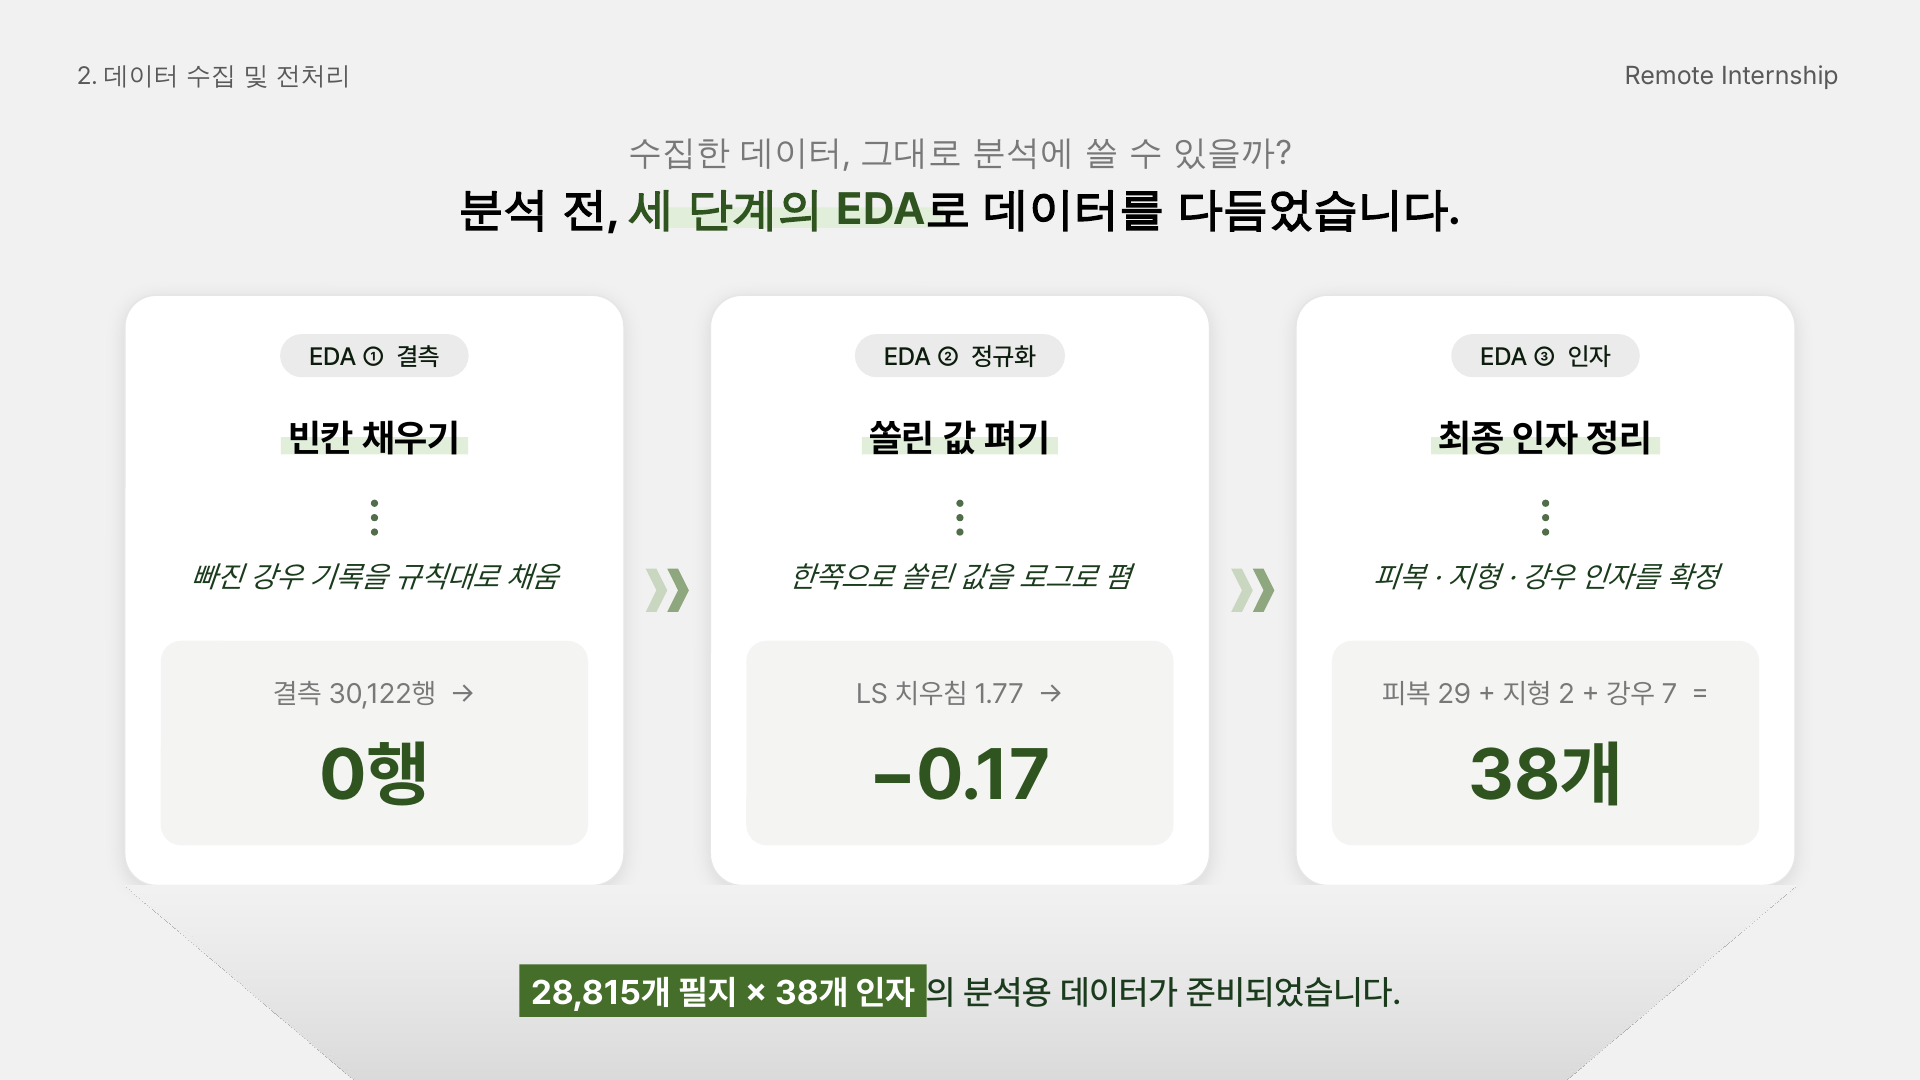 2. 데이터 수집 및 전처리
Remote Internship
수집한 데이터, 그대로 분석에 쓸 수 있을까?
분석 전, 세 단계의 EDA로 데이터를 다듬었습니다.
EDA ① 결측
빈칸 채우기
빠진 강우 기록을 규칙대로 채움
결측 30,122행 →
0행
EDA ② 정규화
쏠린 값 펴기
한쪽으로 쏠린 값을 로그로 폄
LS 치우침 1.77 →
−0.17
EDA ③ 인자
최종 인자 정리
피복 · 지형 · 강우 인자를 확정
피복 29 + 지형 2 + 강우 7 =
38개
28,815개 필지 × 38개 인자의 분석용 데이터가 준비되었습니다.